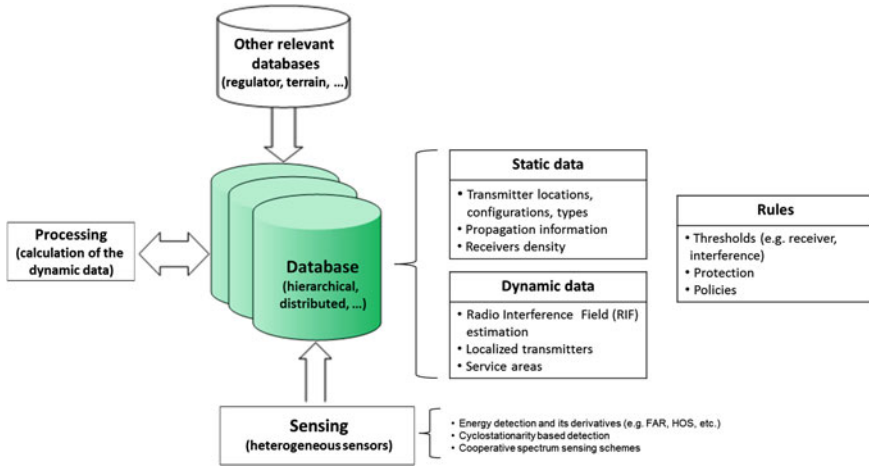 Other relevant
databases
(regulator, terrain, ...)
Static data
• Transmitter locations,
configurations, types
• Propagation information
• Receivers density
Rules
• Thresholds (e.g. receiver,
interference)
• Protection
• Policies
Processing
(calculation of the
dynamic data)
Database
(hierarchical,
distributed, ...)
Dynamic data
• Radio Interference Field (RIF)
estimation
• Localized transmitters
• Service areas
Sensing
(heterogeneous sensors)
• Energy detection and its derivatives (e.g. FAR, HOS, etc.)
• Cyclostationarity based detection
• Cooperative spectrum sensing schemes